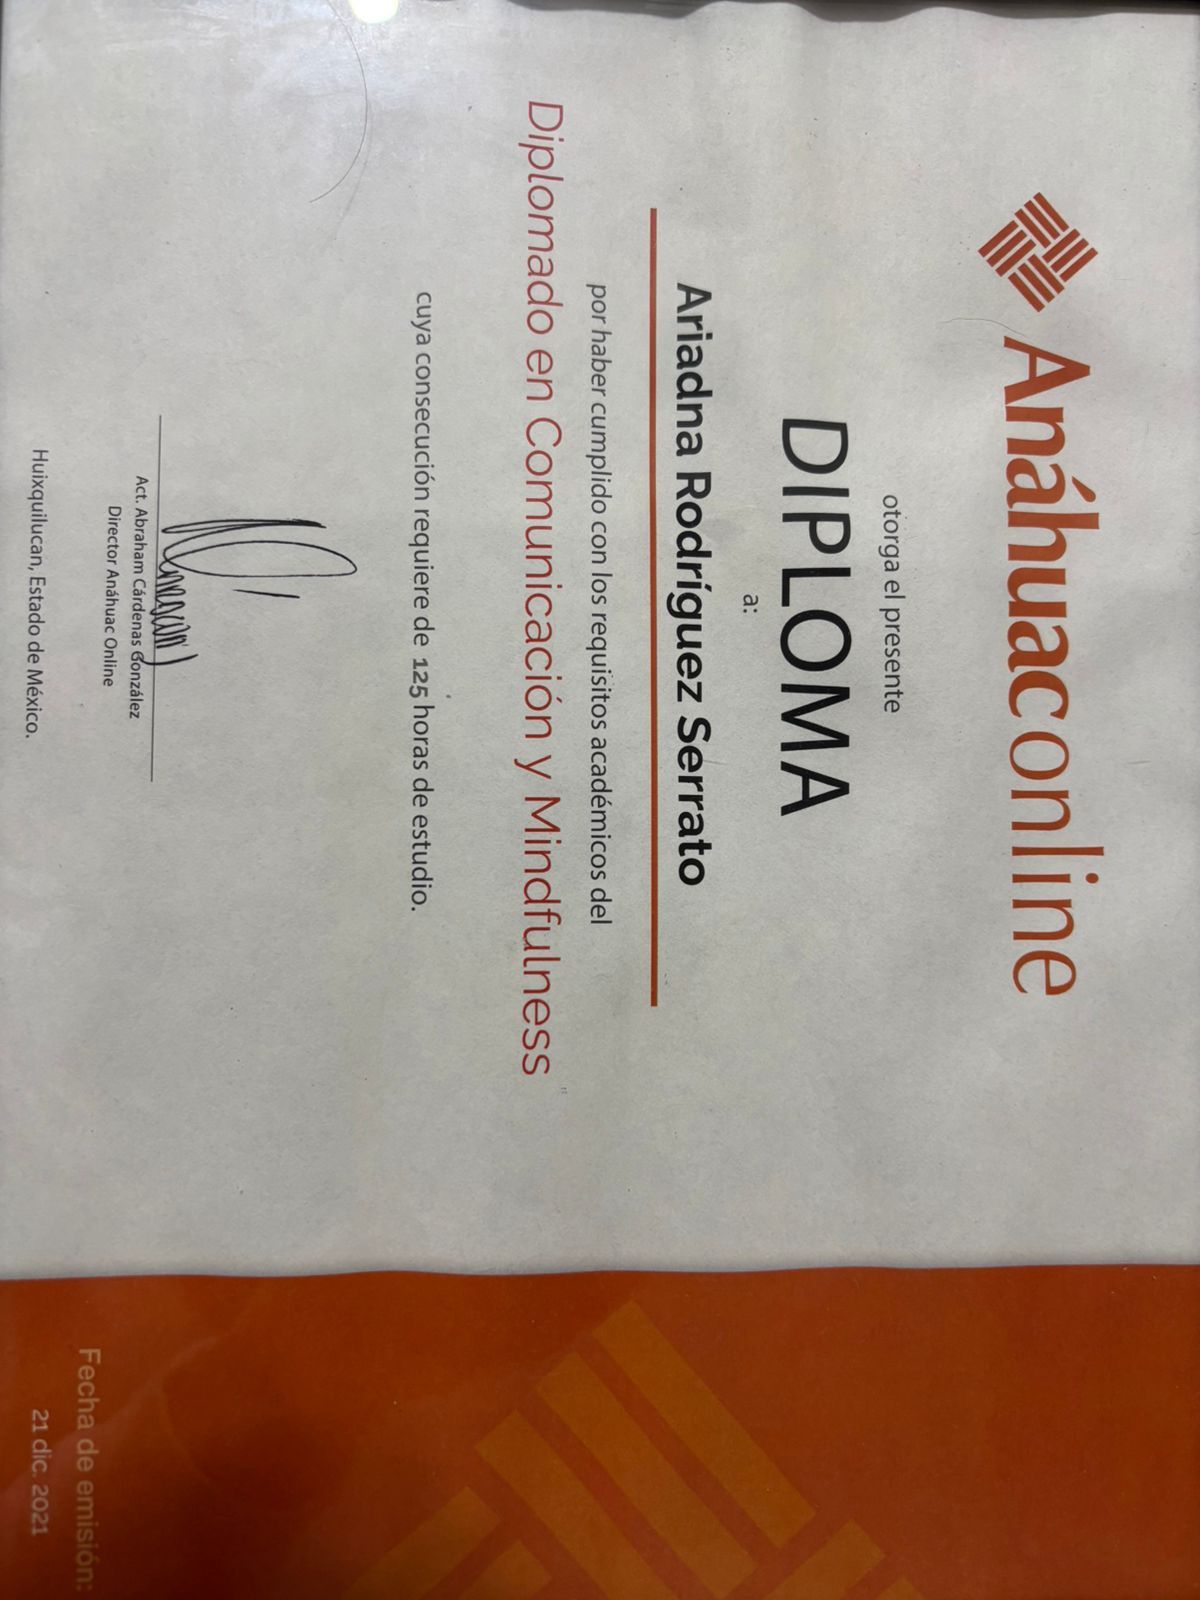 Anáhuaconline
otorga el presente
DIPLOMA
a:
Ariadna Rodríguez Serrato
por haber cumplido con los requisitos académicos del
Diplomado en Comunicación y Mindfulness
cuya consecución requiere de 125 horas de estudio.
Act. Abraham Cárdenas González
Director Anáhuac Online
Huixquilucan, Estado de México.
Fecha de emisión:
21 dic. 2021